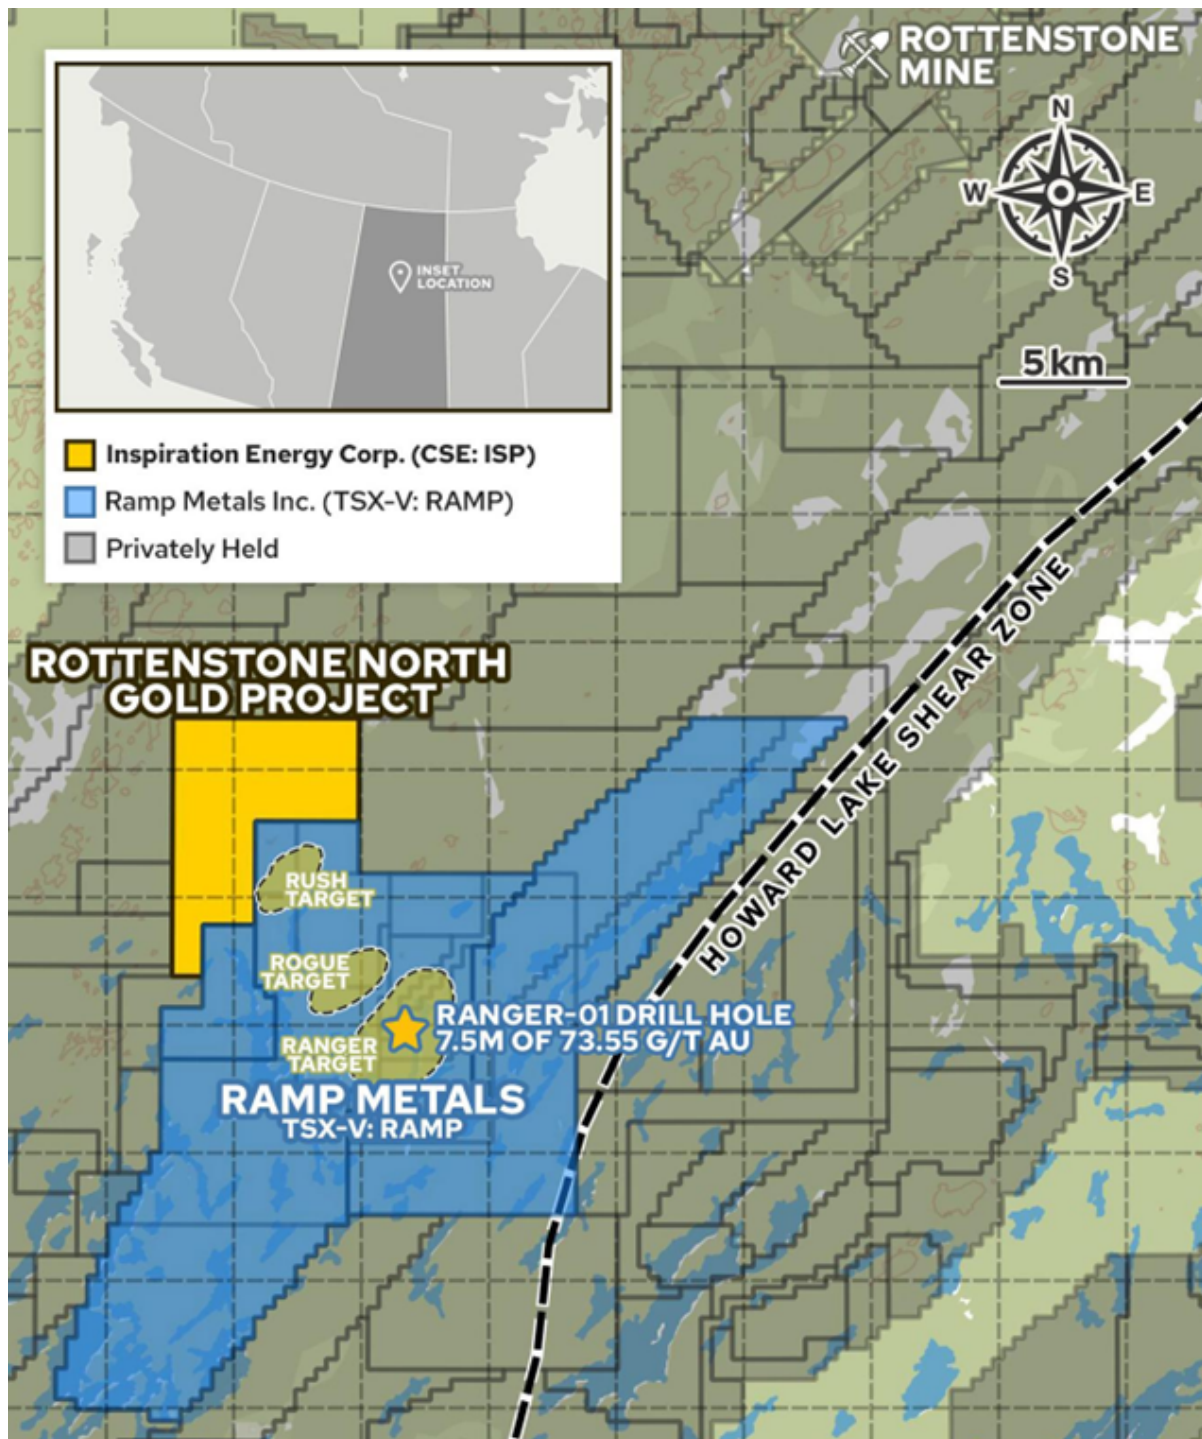 ROTTENSTONE
MINE
N
W
E
S
5 km
INSET
LOCATION
Inspiration Energy Corp. (CSE: ISP)
Ramp Metals Inc. (TSX-V: RAMP)
Privately Held
HOWARD LAKE SHEAR ZONE
ROTTENSTONE NORTH
GOLD PROJECT
RUSH
TARGET
ROGUE
TARGET
RANGER
TARGET
RANGER-01 DRILL HOLE
7.5M OF 73.55 G/T AU
RAMP METALS
TSX-V: RAMP